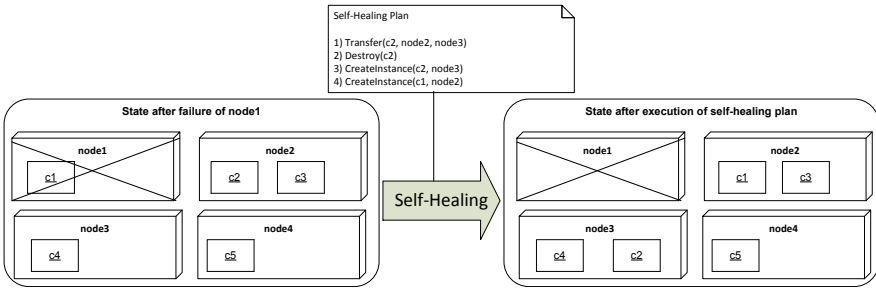 Self-Healing Plan
1) Transfer(c2, node2, node3)
2) Destroy(c2)
3) CreateInstance(c2, node3)
4) CreateInstance(c1, node2)
State after failure of node1
node1
c1
node2
c2 c3
node3
c4
node4
c5
Self-Healing
State after execution of self-healing plan
node1
node2
c1 c3
node3
c4 c2
node4
c5